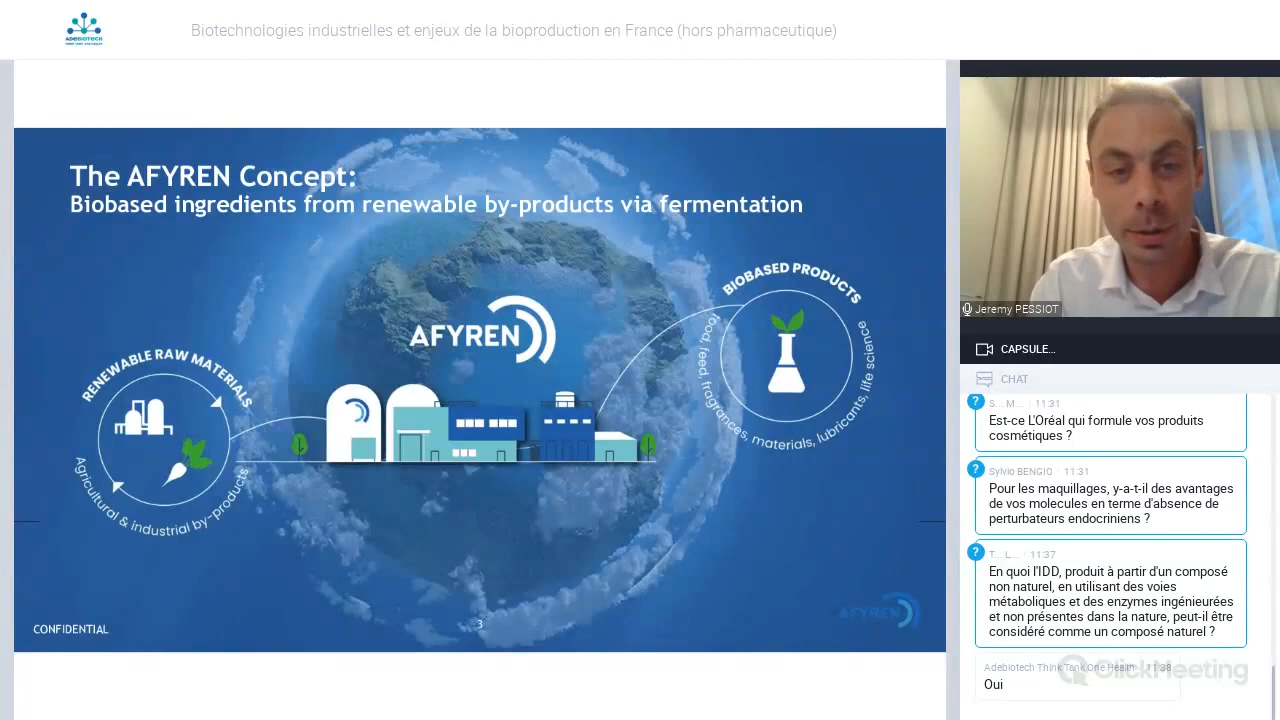 ADEBIOTECH
Biotechnologies industrielles et enjeux de la bioproduction en France (hors pharmaceutique)
The AFYREN Concept:
Biobased ingredients from renewable by-products via fermentation
RENEWABLE RAW MATERIALS
Agricultural & industrial by-products
AFYREN
BIOBASED PRODUCTS
food, feed, fragrances, materials, lubricants, life science
CONFIDENTIAL
3
AFYREN
Jeremy PESSIOT
CAPSULE...
CHAT
S... M... 11:31
Est-ce L'Oréal qui formule vos produits
cosmétiques ?
Sylvio BENGIO 11:31
Pour les maquillages, y-a-t-il des avantages
de vos molecules en terme d'absence de
perturbateurs endocriniens ?
T... L... 11:37
En quoi l'IDD, produit à partir d'un composé
non naturel, en utilisant des voies
métaboliques et des enzymes ingénieurées
et non présentes dans la nature, peut-il être
considéré comme un composé naturel ?
Adebiotech Think Tank One Health 11:38
Oui
ClickMeeting